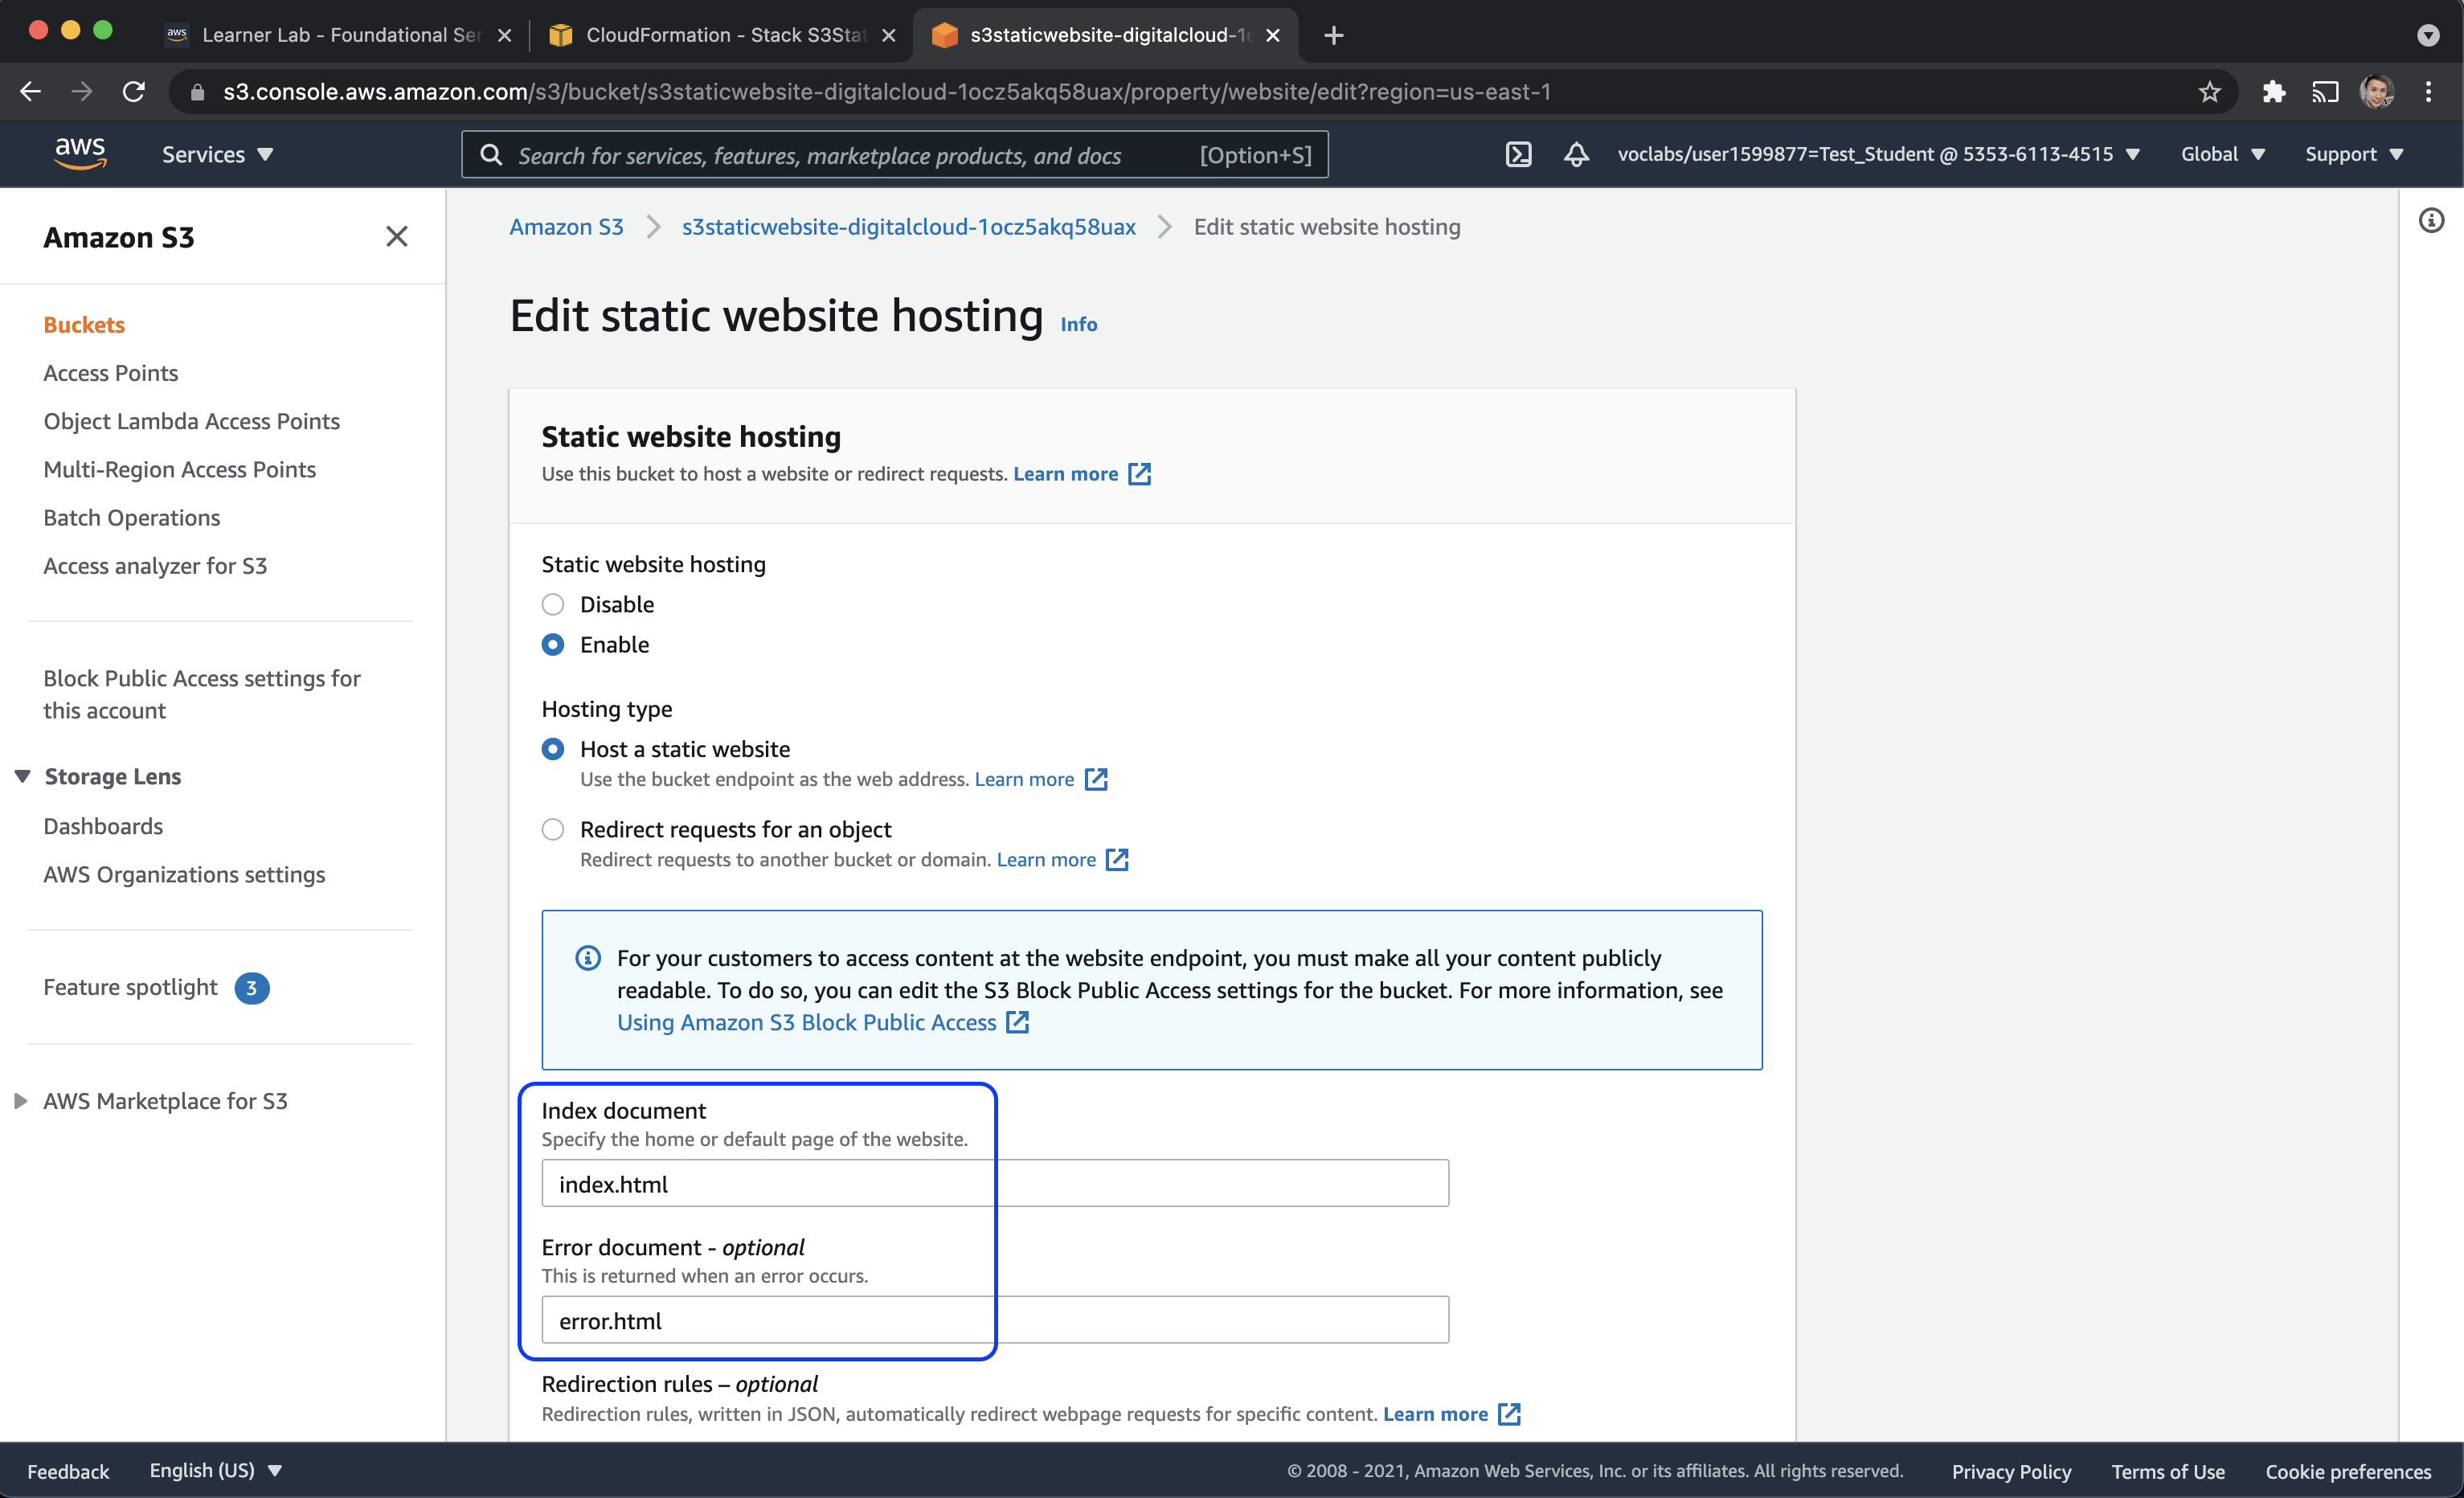 aws Learner Lab - Foundational Ser
CloudFormation - Stack S3Stat
s3staticwebsite-digitalcloud-1o
s3.console.aws.amazon.com/s3/bucket/s3staticwebsite-digitalcloud-1ocz5akq58uax/property/website/edit?region=us-east-1
aws Services Search for services, features, marketplace products, and docs [Option+S] voclabs/user1599877=Test_Student @ 5353-6113-4515 Global Support
Amazon S3
Buckets
Access Points
Object Lambda Access Points
Multi-Region Access Points
Batch Operations
Access analyzer for S3
Block Public Access settings for
this account
Storage Lens
Dashboards
AWS Organizations settings
Feature spotlight 3
AWS Marketplace for S3
Amazon S3 s3staticwebsite-digitalcloud-1ocz5akq58uax Edit static website hosting
Edit static website hosting Info
Static website hosting
Use this bucket to host a website or redirect requests. Learn more
Static website hosting
Disable
Enable
Hosting type
Host a static website
Use the bucket endpoint as the web address. Learn more
Redirect requests for an object
Redirect requests to another bucket or domain. Learn more
For your customers to access content at the website endpoint, you must make all your content publicly
readable. To do so, you can edit the S3 Block Public Access settings for the bucket. For more information, see
Using Amazon S3 Block Public Access
Index document
Specify the home or default page of the website.
index.html
Error document - optional
This is returned when an error occurs.
error.html
Redirection rules – optional
Redirection rules, written in JSON, automatically redirect webpage requests for specific content. Learn more
Feedback English (US) © 2008 - 2021, Amazon Web Services, Inc. or its affiliates. All rights reserved. Privacy Policy Terms of Use Cookie preferences